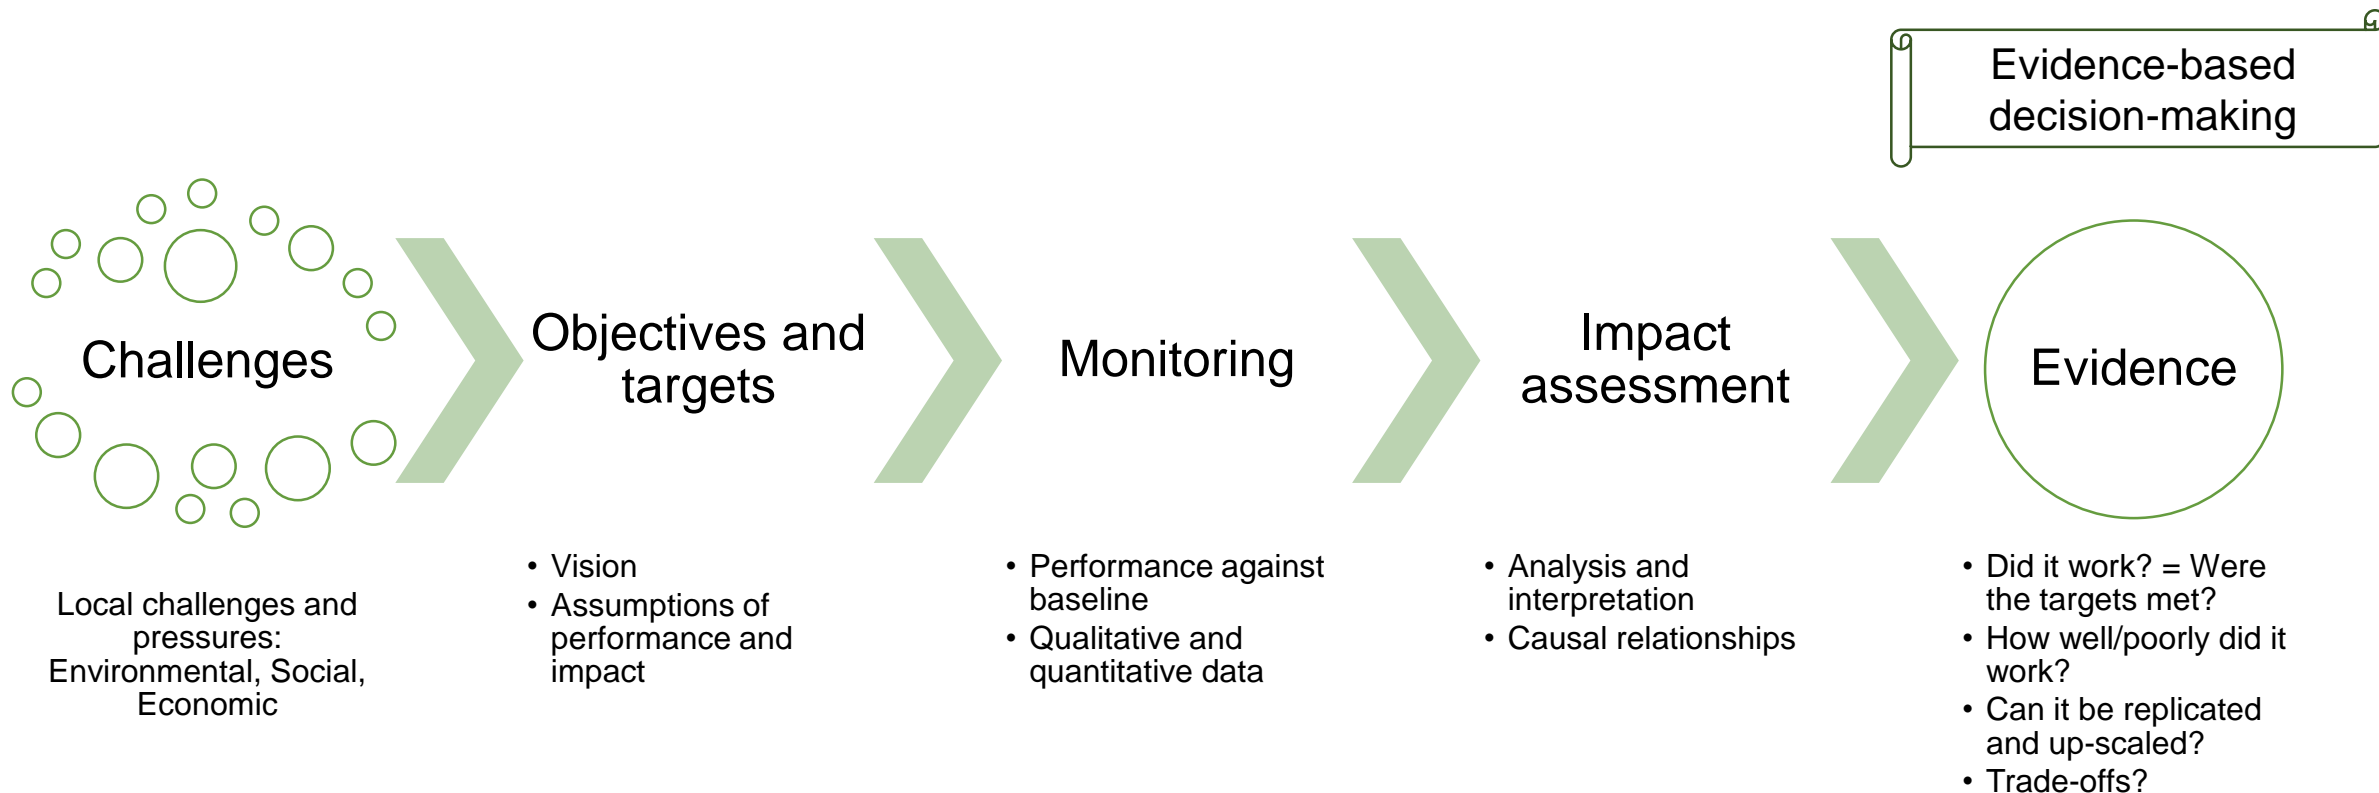 Evidence-based
decision-making
Challenges
Local challenges and
pressures:
Environmental, Social,
Economic
Objectives and
targets
• Vision
• Assumptions of
performance and
impact
Monitoring
• Performance against
baseline
• Qualitative and
quantitative data
Impact
assessment
• Analysis and
interpretation
• Causal relationships
Evidence
• Did it work? = Were
the targets met?
• How well/poorly did it
work?
• Can it be replicated
and up-scaled?
• Trade-offs?